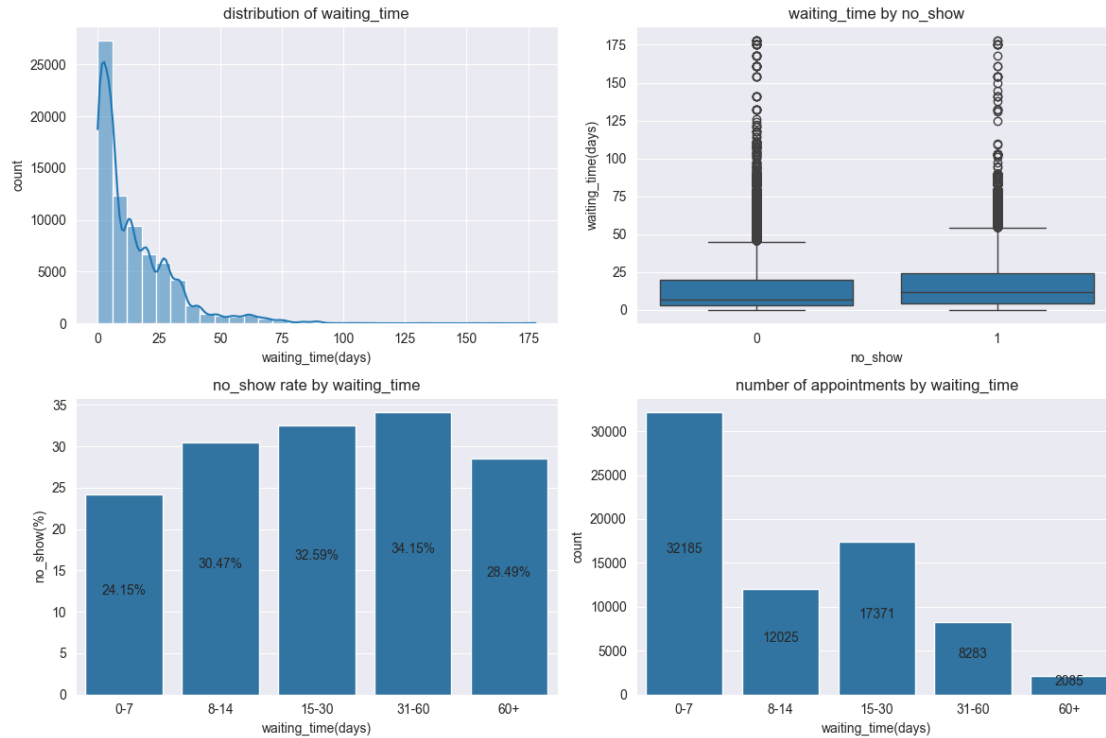 distribution of waiting_time
25000
20000
15000
10000
5000
0
count
0 25 50 75 100 125 150 175
waiting_time(days)
waiting_time by no_show
175
150
125
100
75
50
25
0
waiting_time(days)
0 1
no_show
no_show rate by waiting_time
35
30
25
20
15
10
5
0
no_show(%)
24.15%
30.47%
32.59%
34.15%
28.49%
0-7 8-14 15-30 31-60 60+
waiting_time(days)
number of appointments by waiting_time
30000
25000
20000
15000
10000
5000
0
count
32185
12025
17371
8283
2085
0-7 8-14 15-30 31-60 60+
waiting_time(days)